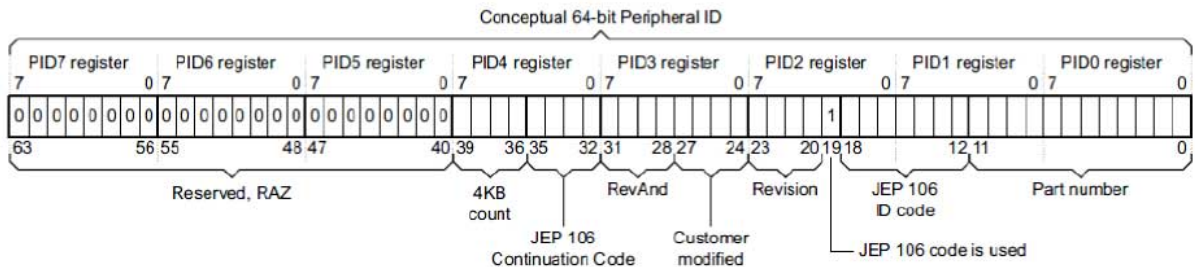 Conceptual 64-bit Peripheral ID
PID7 register PID6 register PID5 register PID4 register PID3 register PID2 register PID1 register PID0 register
7 0 7 0 7 0 7 0 7 0 7 0 7 0 7 0
0 0 0 0 0 0 0 0 0 0 0 0 0 0 0 0 0 0 0 0 0 0 0 0 1
63 56 55 48 47 40 39 36 35 32 31 28 27 24 23 20 19 18 12 11 0
Reserved, RAZ 4KB RevAnd Revision JEP 106 Part number
count ID code
JEP 106 Customer JEP 106 code is used
Continuation Code modified